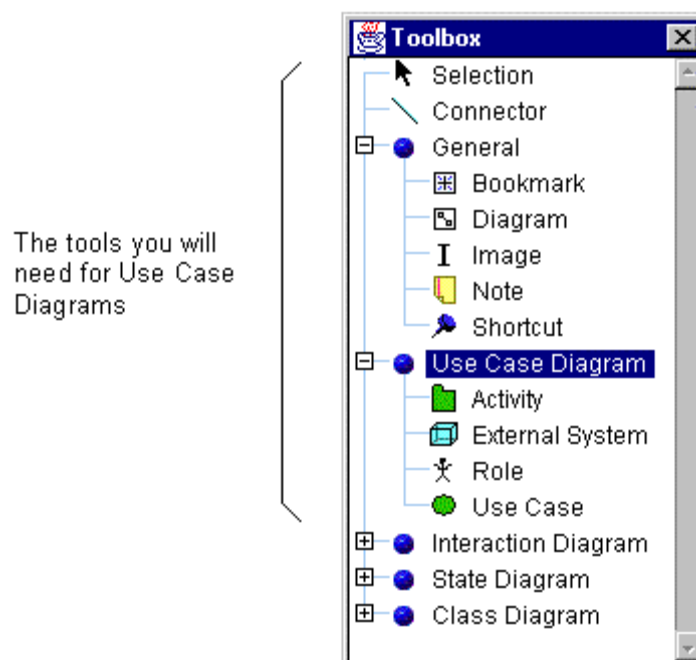 Toolbox
Selection
Connector
General
Bookmark
Diagram
Image
Note
Shortcut
Use Case Diagram
Activity
External System
Role
Use Case
Interaction Diagram
State Diagram
Class Diagram
The tools you will
need for Use Case
Diagrams